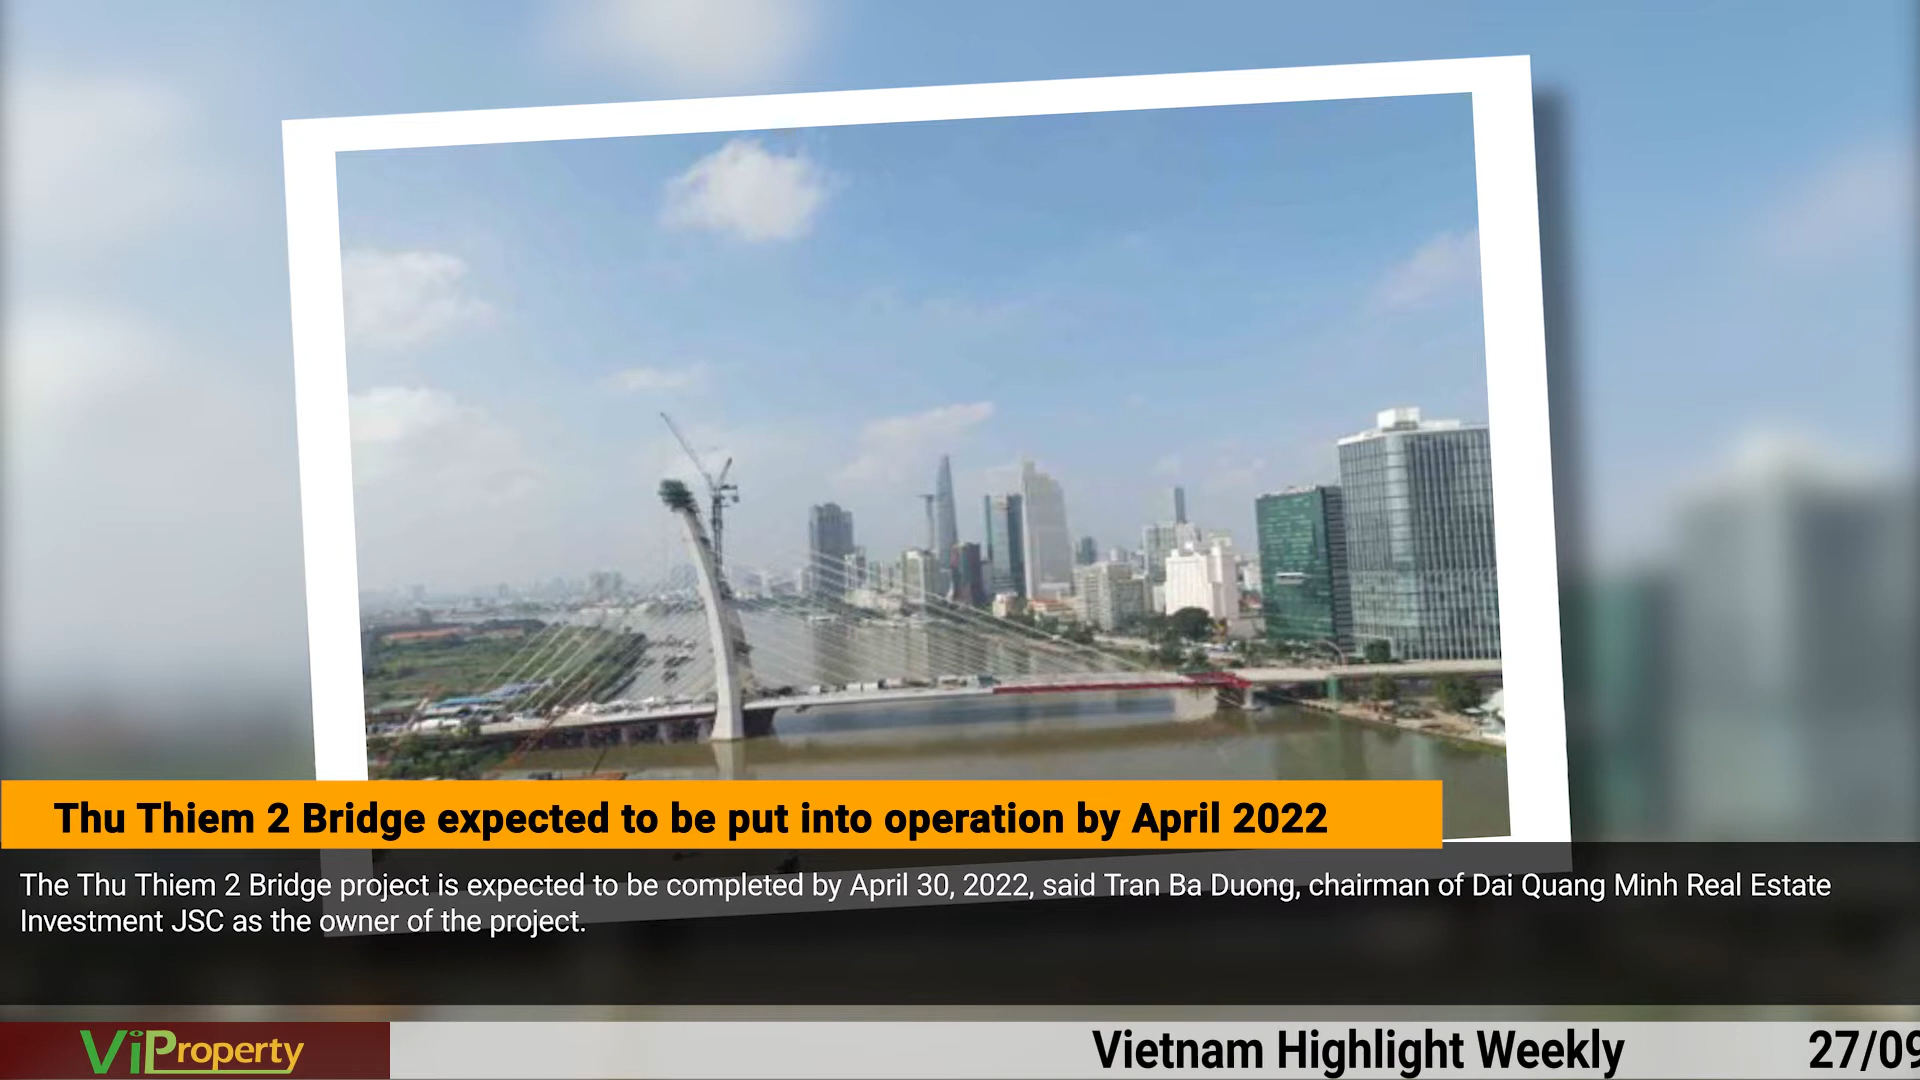 Thu Thiem 2 Bridge expected to be put into operation by April 2022
The Thu Thiem 2 Bridge project is expected to be completed by April 30, 2022, said Tran Ba Duong, chairman of Dai Quang Minh Real Estate
Investment JSC as the owner of the project.
ViProperty
Vietnam Highlight Weekly
27/09